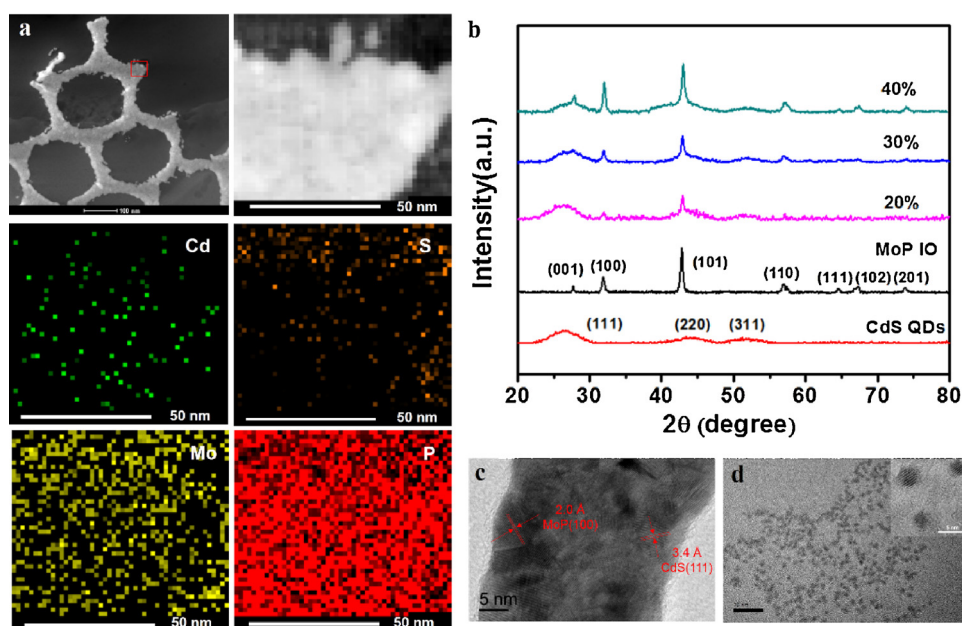 a
100 nm
50 nm
Cd
50 nm
S
50 nm
Mo
50 nm
P
50 nm
b
Intensity(a.u.)
40%
30%
20%
MoP IO
(001)
(100)
(101)
(110)
(111)
(102)
(201)
CdS QDs
(111)
(220)
(311)
20
30
40
50
60
70
80
2θ (degree)
c
MoP(100)
3.4 Å
CdS(111)
5 nm
d